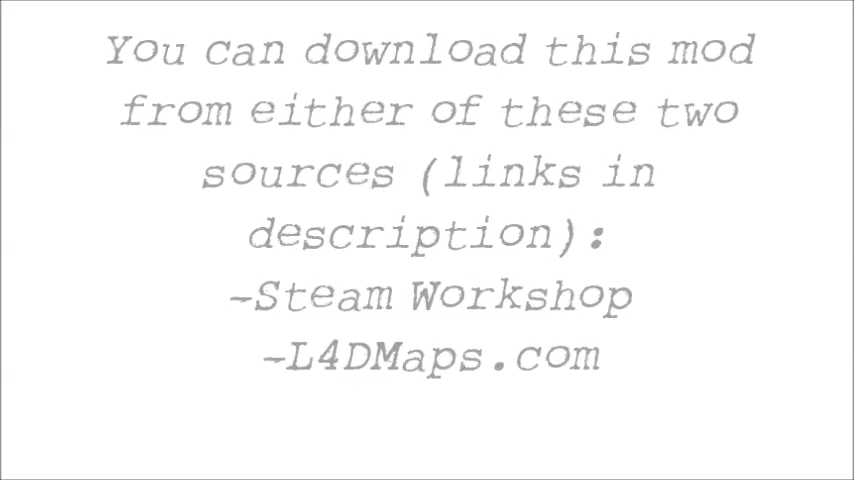 You can download this mod
from either of these two
sources (links in
description):
-Steam Workshop
-L4DMaps.com